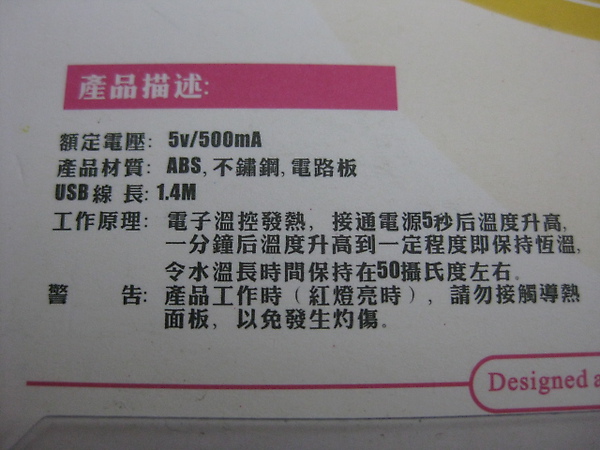 產品描述:
額定電壓: 5v/500mA
產品材質: ABS,不鏽鋼,電路板
USB線 長: 1.4M
工作原理: 電子溫控發熱, 接通電源5秒后溫度升高,
一分鐘后溫度升高到一定程度即保持恆溫,
令水溫長時間保持在50攝氏度左右。
警 告: 產品工作時(紅燈亮時), 請勿接觸導熱
面板, 以免發生灼傷。
Designed a